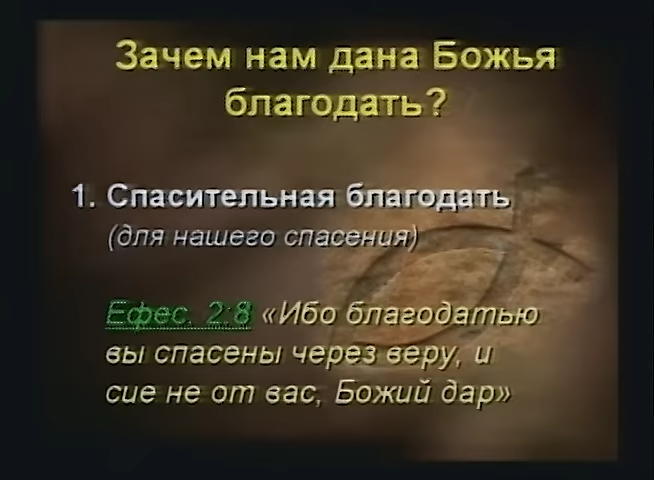 Зачем нам дана Божья
благодать?
1. Спасительная благодать
(для нашего спасения)
Ефес. 2:8 «Ибо благодатью
вы спасены через веру, и
сие не от вас, Божий дар»